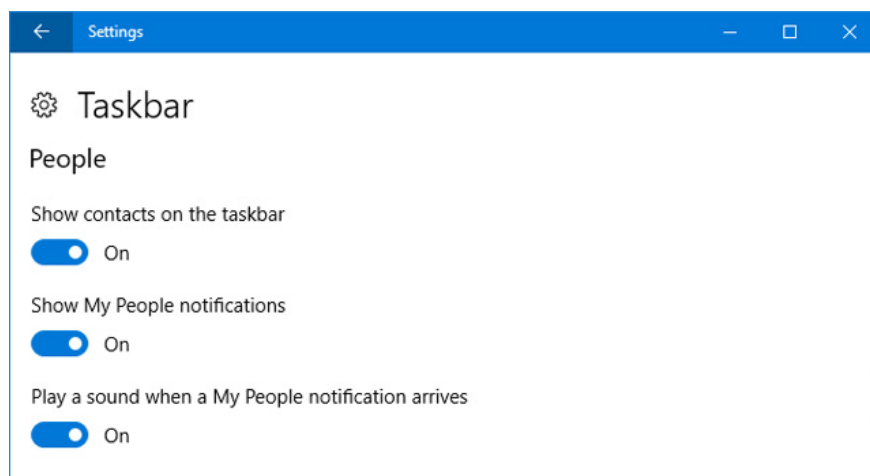 Settings
Taskbar
People
Show contacts on the taskbar
On
Show My People notifications
On
Play a sound when a My People notification arrives
On